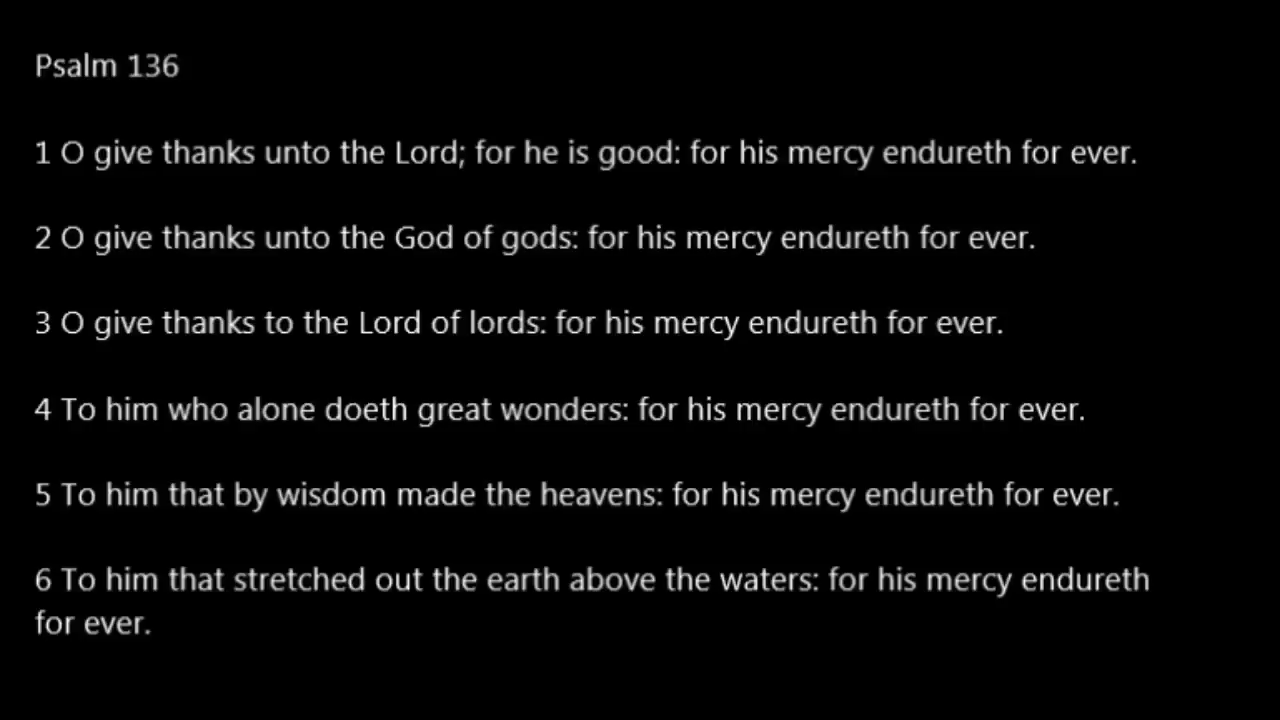 Psalm 136
1 O give thanks unto the Lord; for he is good: for his mercy endureth for ever.
2 O give thanks unto the God of gods: for his mercy endureth for ever.
3 O give thanks to the Lord of lords: for his mercy endureth for ever.
4 To him who alone doeth great wonders: for his mercy endureth for ever.
5 To him that by wisdom made the heavens: for his mercy endureth for ever.
6 To him that stretched out the earth above the waters: for his mercy endureth
for ever.